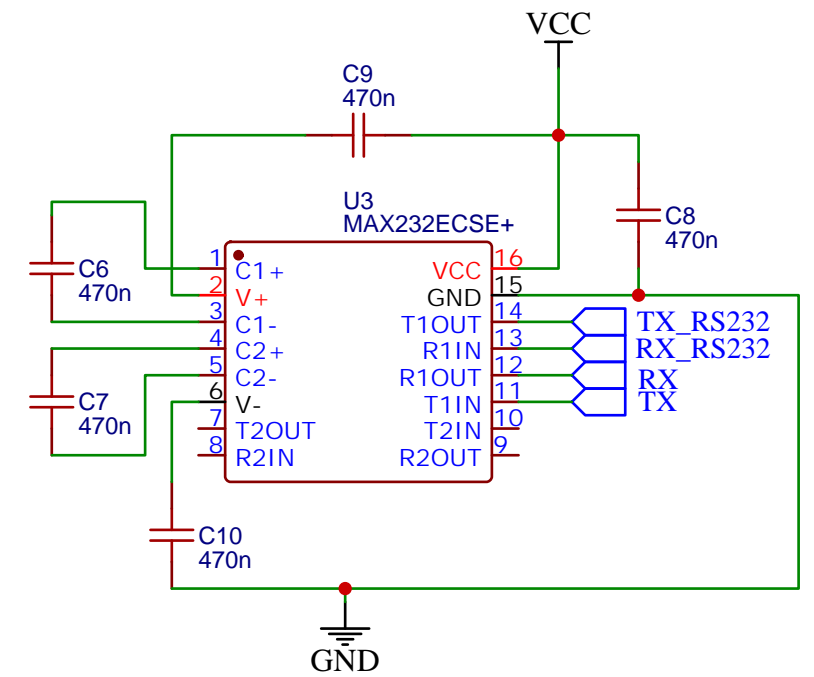 VCC
C9
470n
U3
MAX232ECSE+
C8
470n
C6
470n
C7
470n
1
C1+
2
V+
3
C1-
4
C2+
5
C2-
6
V-
7
T2OUT
8
R2IN
16
VCC
15
GND
14
T1OUT
13
R1IN
12
R1OUT
11
T1IN
10
T2IN
9
R2OUT
TX_RS232
RX_RS232
RX
TX
C10
470n
GND